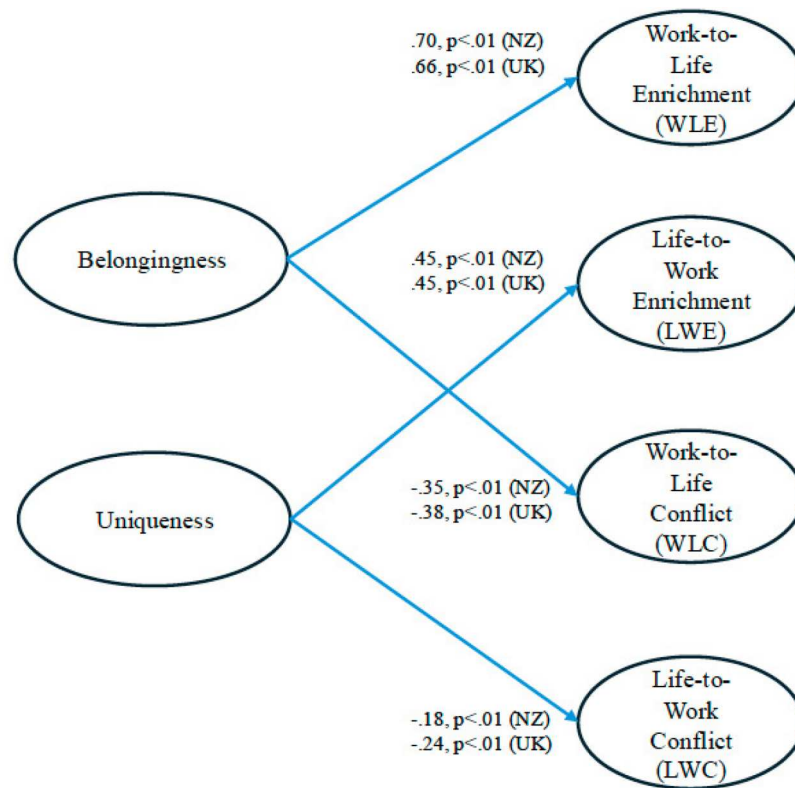 .70, p<.01 (NZ)
.66, p<.01 (UK)
Work-to-
Life
Enrichment
(WLE)
Belongingness
.45, p<.01 (NZ)
.45, p<.01 (UK)
Life-to-
Work
Enrichment
(LWE)
Uniqueness
-.35, p<.01 (NZ)
-.38, p<.01 (UK)
Work-to-
Life
Conflict
(WLC)
-.18, p<.01 (NZ)
-.24, p<.01 (UK)
Life-to-
Work
Conflict
(LWC)